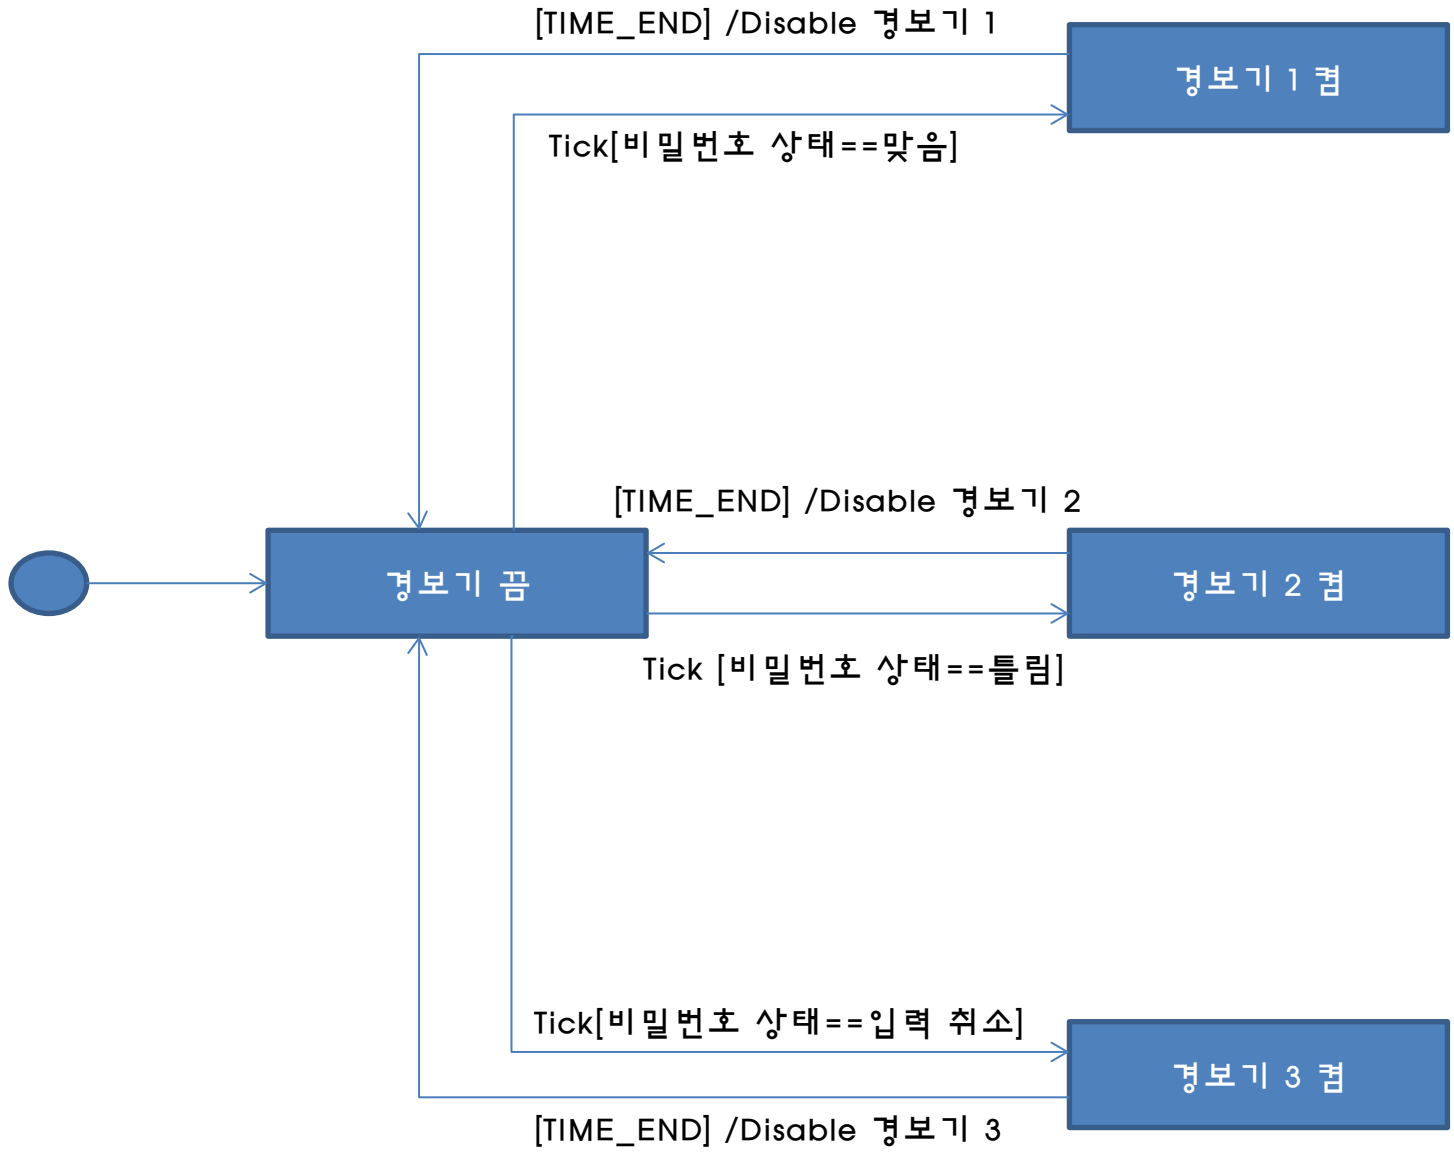 [TIME_END] /Disable 경보기 1
경보기 1 켬
Tick[비밀번호 상태==맞음]
[TIME_END] /Disable 경보기 2
경보기 끔
경보기 2 켬
Tick [비밀번호 상태==틀림]
Tick[비밀번호 상태==입력 취소]
경보기 3 켬
[TIME_END] /Disable 경보기 3